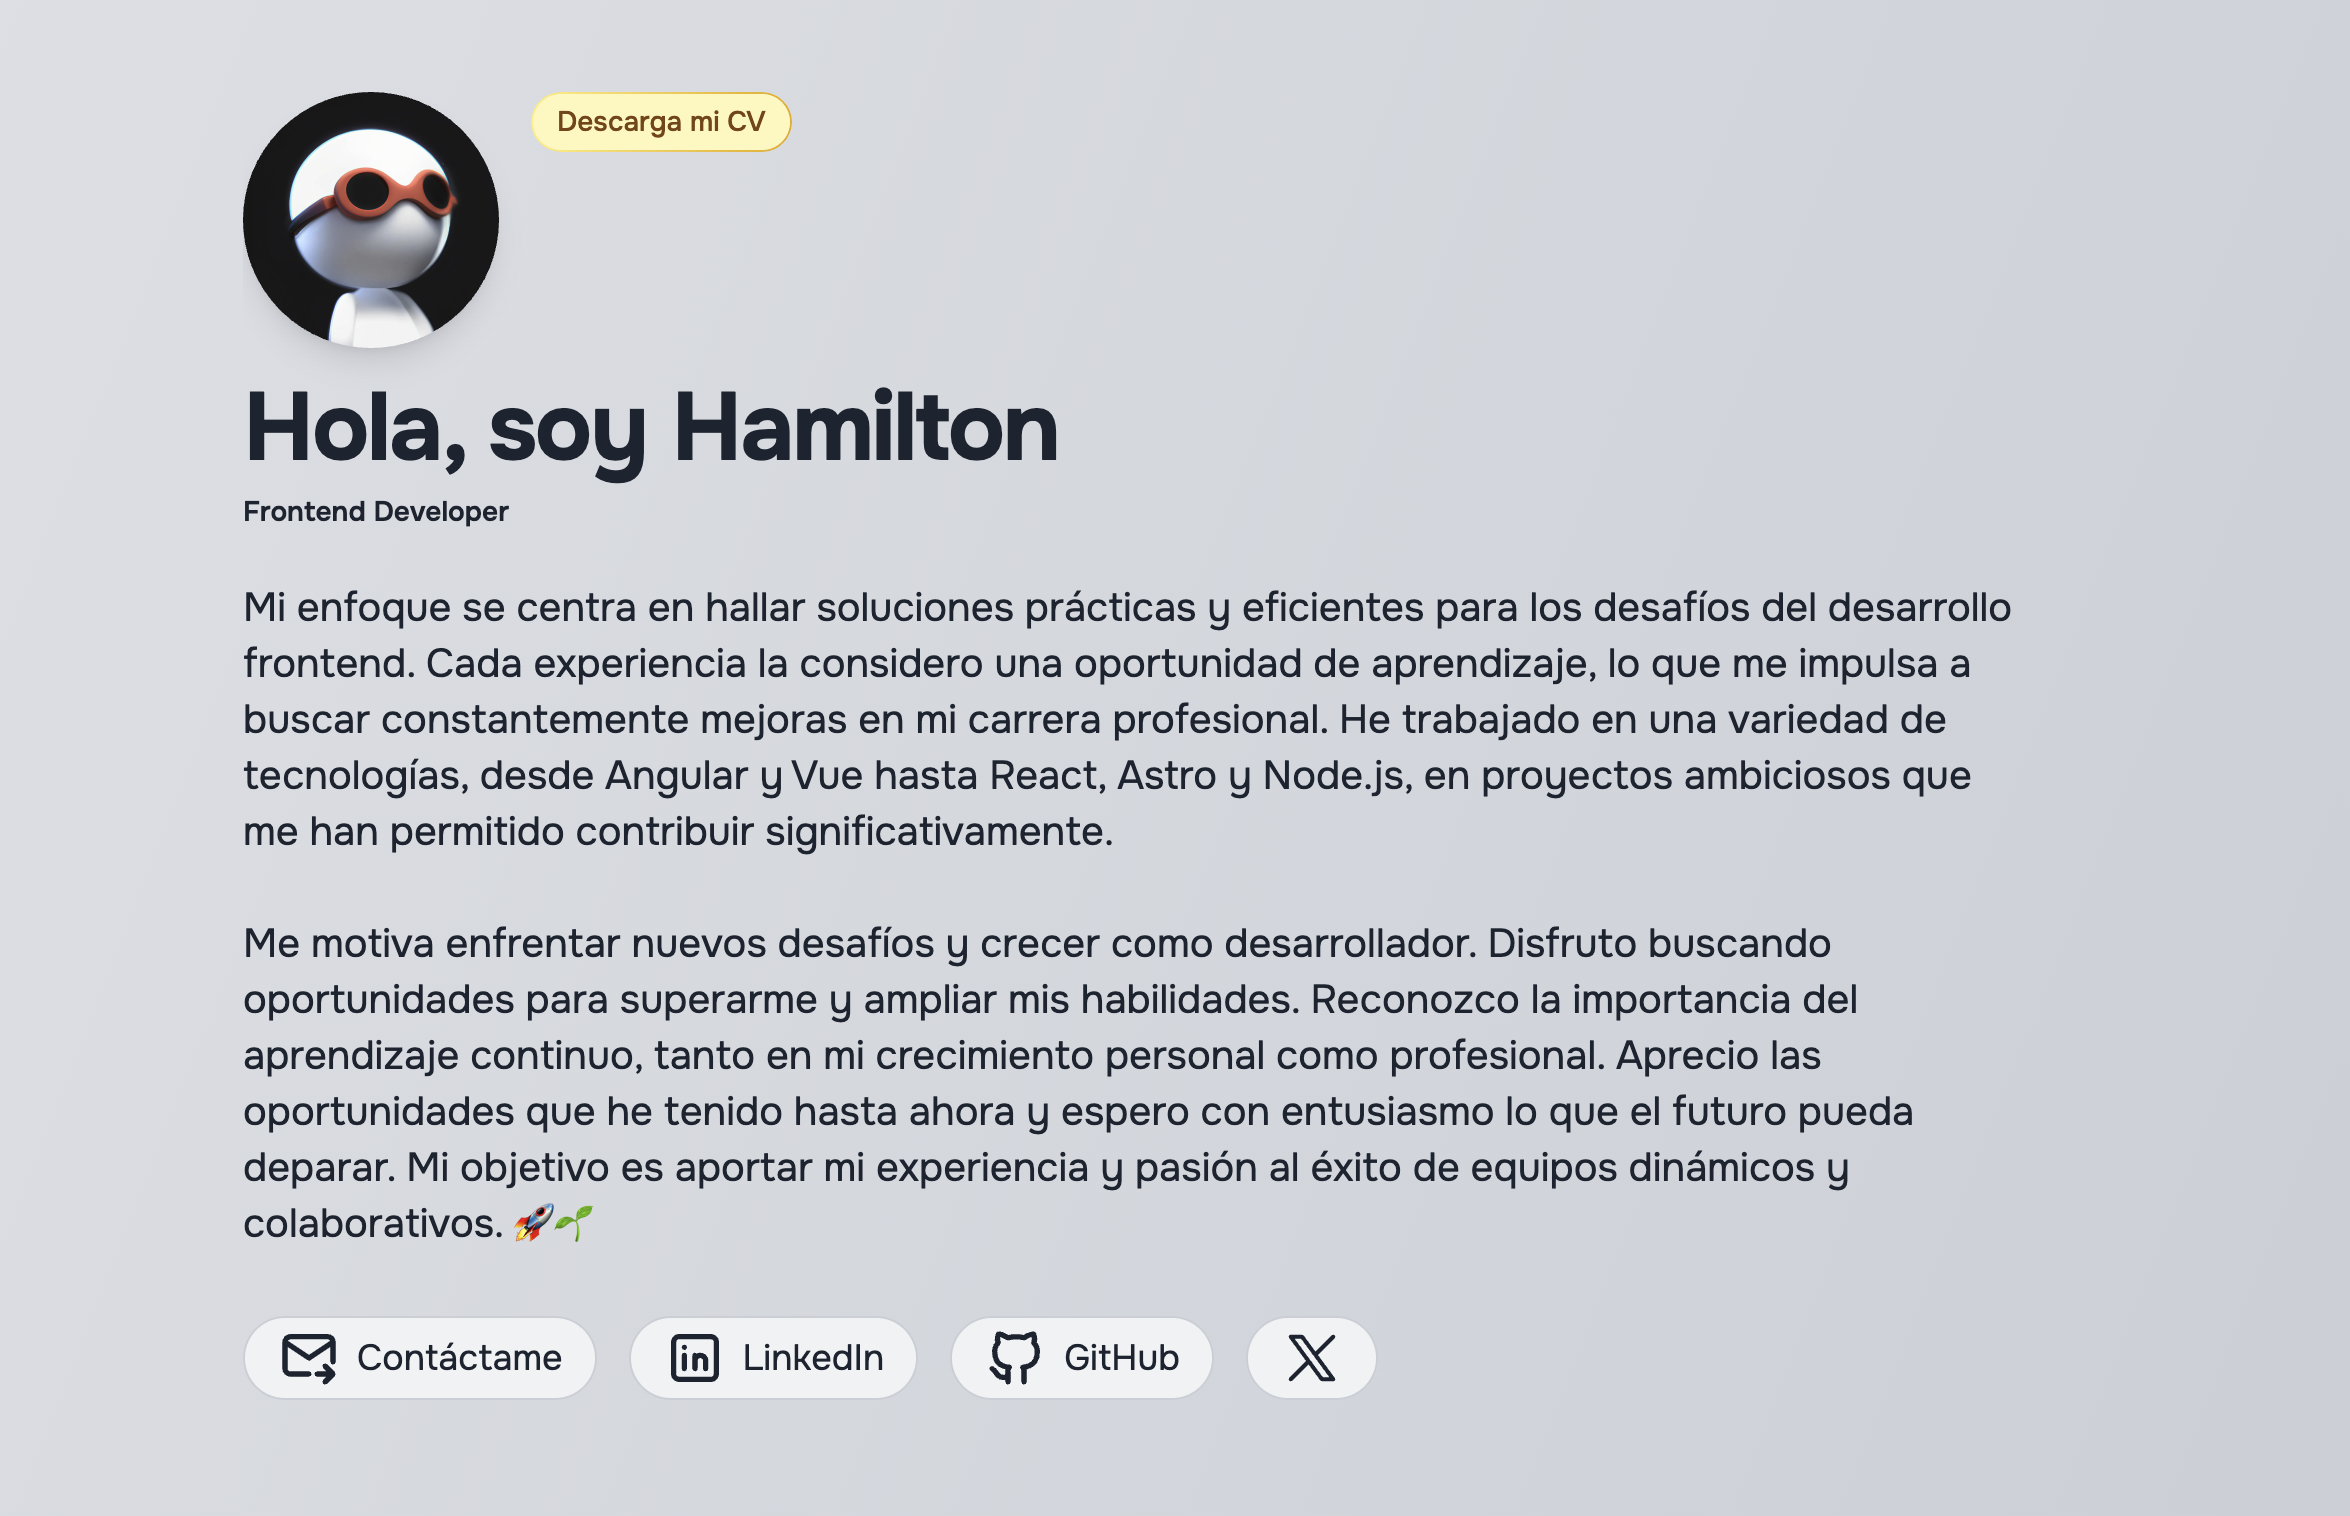 Descarga mi CV
Hola, soy Hamilton
Frontend Developer
Mi enfoque se centra en hallar soluciones prácticas y eficientes para los desafíos del desarrollo
frontend. Cada experiencia la considero una oportunidad de aprendizaje, lo que me impulsa a
buscar constantemente mejoras en mi carrera profesional. He trabajado en una variedad de
tecnologías, desde Angular y Vue hasta React, Astro y Node.js, en proyectos ambiciosos que
me han permitido contribuir significativamente.
Me motiva enfrentar nuevos desafíos y crecer como desarrollador. Disfruto buscando
oportunidades para superarme y ampliar mis habilidades. Reconozco la importancia del
aprendizaje continuo, tanto en mi crecimiento personal como profesional. Aprecio las
oportunidades que he tenido hasta ahora y espero con entusiasmo lo que el futuro pueda
deparar. Mi objetivo es aportar mi experiencia y pasión al éxito de equipos dinámicos y
colaborativos. 🚀🌱
Contáctame
LinkedIn
GitHub